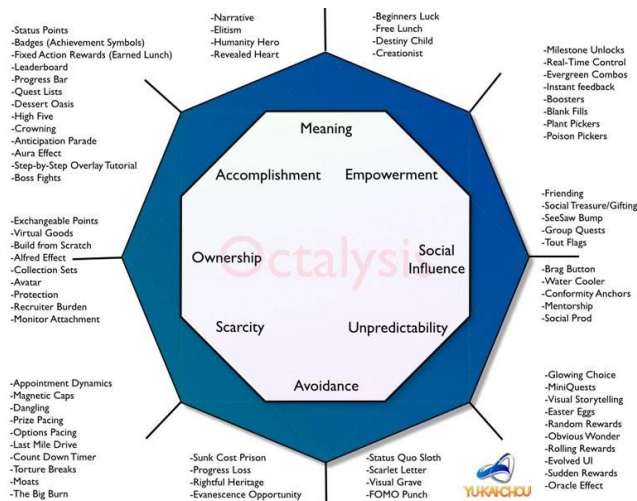 -Narrative
-Elitism
-Humanity Hero
-Revealed Heart
-Beginners Luck
-Free Lunch
-Destiny Child
-Creationist
-Status Points
-Badges (Achievement Symbols)
-Fixed Action Rewards (Earned Lunch)
-Leaderboard
-Progress Bar
-Quest Lists
-Dessert Oasis
-High Five
-Crowning
-Anticipation Parade
-Aura Effect
-Step-by-Step Overlay Tutorial
-Boss Fights
-Milestone Unlocks
-Real-Time Control
-Evergreen Combos
-Instant feedback
-Boosters
-Blank Fills
-Plant Pickers
-Poison Pickers
Meaning
Accomplishment
Empowerment
Ownership
Octalysis
Social
Influence
Scarcity
Unpredictability
Avoidance
-Exchangeable Points
-Virtual Goods
-Build from Scratch
-Alfred Effect
-Collection Sets
-Avatar
-Protection
-Recruiter Burden
-Monitor Attachment
-Friending
-Social Treasure/Gifting
-SeeSaw Bump
-Group Quests
-Tout Flags
-Brag Button
-Water Cooler
-Conformity Anchors
-Mentorship
-Social Prod
-Appointment Dynamics
-Magnetic Caps
-Dangling
-Prize Pacing
-Options Pacing
-Last Mile Drive
-Count Down Timer
-Torture Breaks
-Moats
-The Big Burn
-Sunk Cost Prison
-Progress Loss
-Rightful Heritage
-Evanescence Opportunity
-Status Quo Sloth
-Scarlet Letter
-Visual Grave
-FOMO Punch
YU-KAI CHOU
-Glowing Choice
-MiniQuests
-Visual Storytelling
-Easter Eggs
-Random Rewards
-Obvious Wonder
-Rolling Rewards
-Evolved UI
-Sudden Rewards
-Oracle Effect